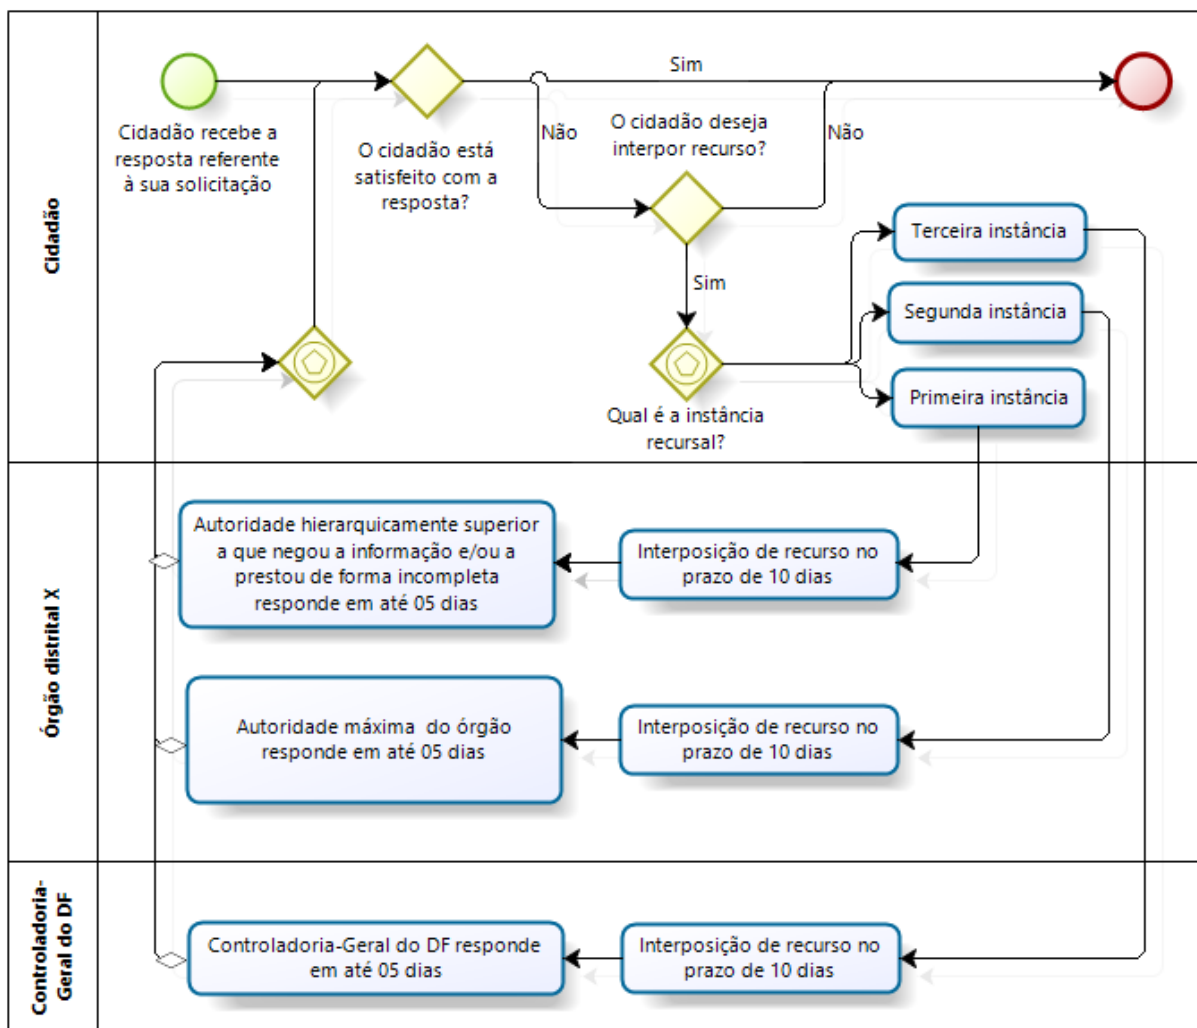 Cidadão
Cidadão recebe a
resposta referente
à sua solicitação
O cidadão está
satisfeito com a
resposta?
Sim
Não
O cidadão deseja
interpor recurso?
Não
Sim
Qual é a instância
recursal?
Terceira instância
Segunda instância
Primeira instância
Órgão distrital X
Autoridade hierarquicamente superior
a que negou a informação e/ou a
prestou de forma incompleta
responde em até 05 dias
Interposição de recurso no
prazo de 10 dias
Autoridade máxima  do órgão
responde em até 05 dias
Interposição de recurso no
prazo de 10 dias
Controladoria-
Geral do DF
Controladoria-Geral do DF responde
em até 05 dias
Interposição de recurso no
prazo de 10 dias